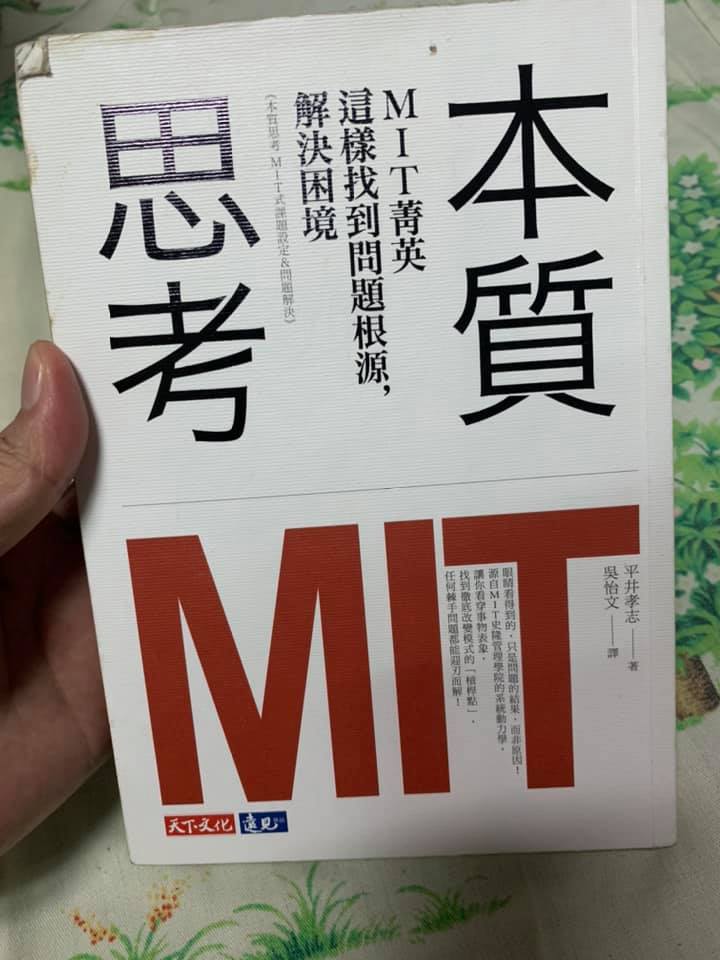 本質
思考
MIT菁英
這樣找到問題根源，
解決困境
《本質思考 MIT式課題設定&問題解決》
MIT
平井孝志——著
吳怡文——譯
眼睛看得到的，只是問題的結果，而非原因！
源自MIT史隆管理學院的系統動力學，
讓你看穿事物表象，
找到徹底改變模式的「槓桿點」，
任何棘手問題都能迎刃而解！
天下文化
遠見